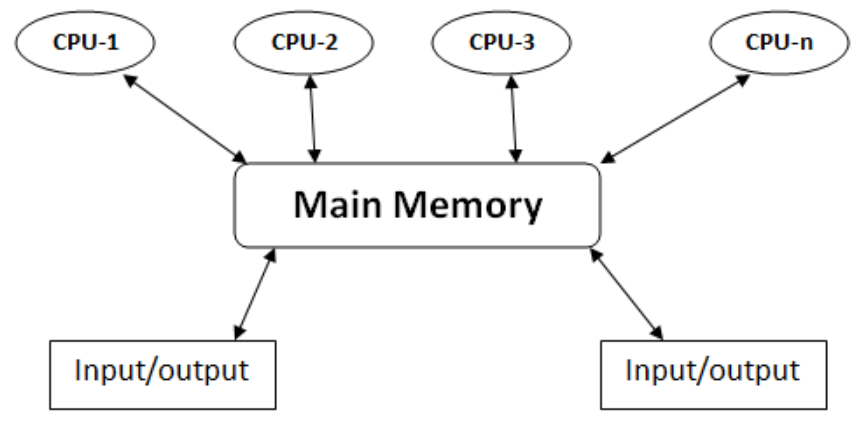 CPU-1
CPU-2
CPU-3
CPU-n
Main Memory
Input/output
Input/output